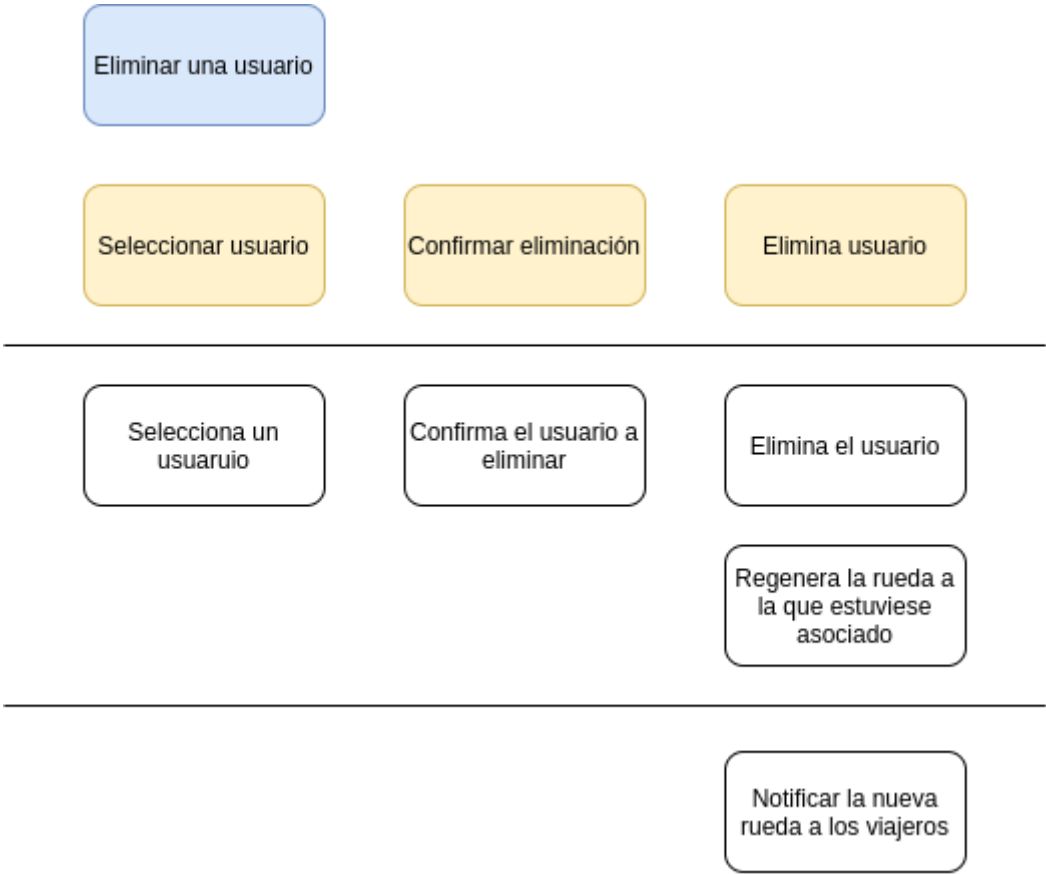 Eliminar una usuario
Seleccionar usuario
Confirmar eliminación
Elimina usuario
Selecciona un
usuaruio
Confirma el usuario a
eliminar
Elimina el usuario
Regenera la rueda a
la que estuviese
asociado
Notificar la nueva
rueda a los viajeros